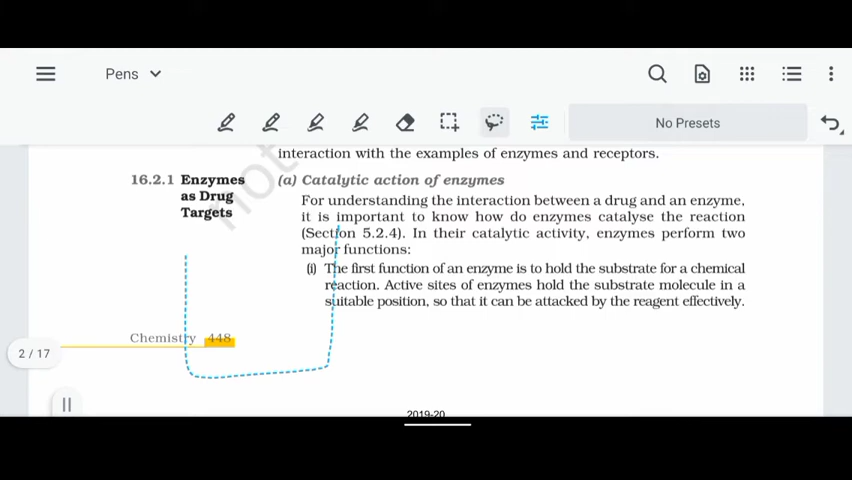 Pens
No Presets
interaction with the examples of enzymes and receptors.
16.2.1 Enzymes as Drug Targets
(a) Catalytic action of enzymes
For understanding the interaction between a drug and an enzyme,
it is important to know how do enzymes catalyse the reaction
(Section 5.2.4). In their catalytic activity, enzymes perform two
major functions:
(i) The first function of an enzyme is to hold the substrate for a chemical
reaction. Active sites of enzymes hold the substrate molecule in a
suitable position, so that it can be attacked by the reagent effectively.
Chemistry 448
2 / 17
2019-20
not